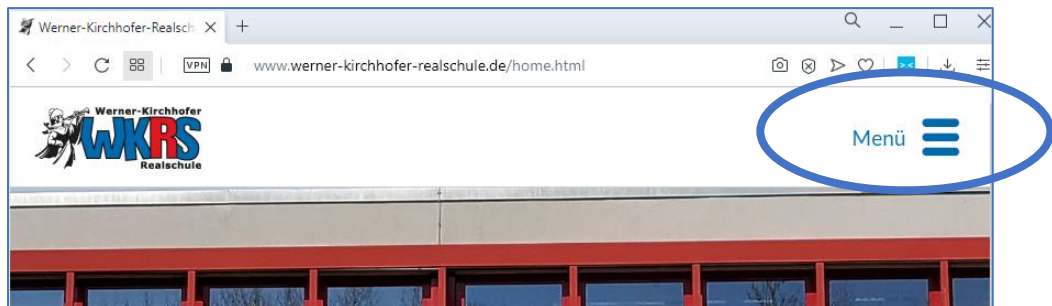 Werner-Kirchhofer-Realsch
VPN
www.werner-kirchhofer-realschule.de/home.html
Werner-Kirchhofer
WKRS
Realschule
Menü